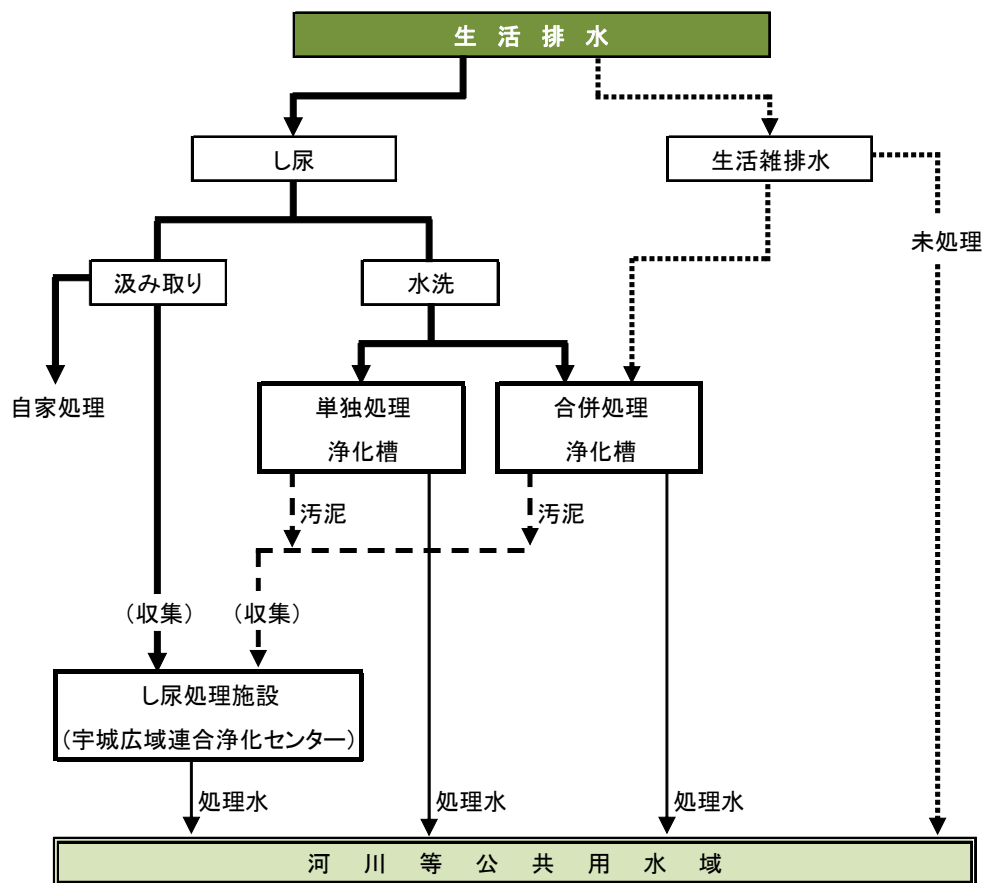 生活排水
し尿
生活雑排水
未処理
汲み取り
水洗
自家処理
単独処理
浄化槽
合併処理
浄化槽
汚泥
汚泥
（収集）
（収集）
し尿処理施設
（宇城広域連合浄化センター）
処理水
処理水
処理水
河川等公共用水域